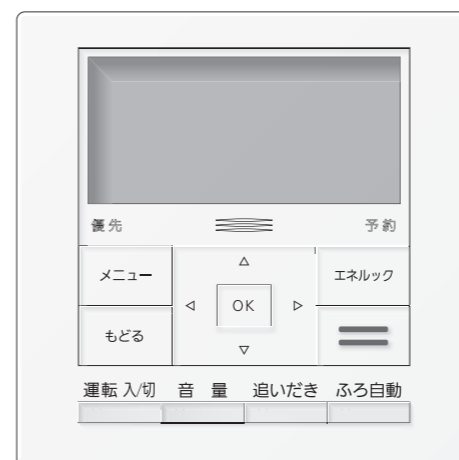 優先 予約
メニュー エネルック
OK
もどる
運転 入/切 音 量 追いだき ふろ自動